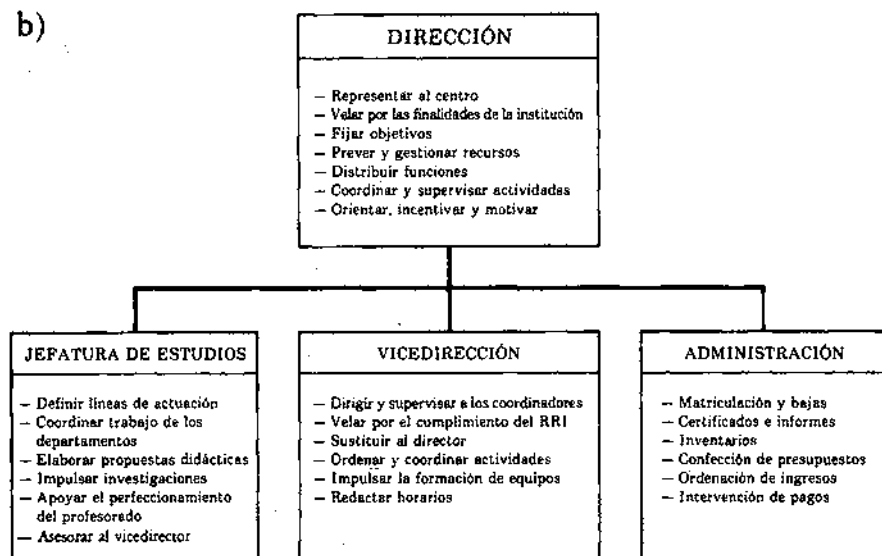 b)
DIRECCIÓN
— Representar al centro
— Velar por las finalidades de la institución
— Fijar objetivos
— Prever y gestionar recursos
— Distribuir funciones
— Coordinar y supervisar actividades
— Orientar, incentivar y motivar
JEFATURA DE ESTUDIOS
— Definir líneas de actuación
— Coordinar trabajo de los
departamentos
— Elaborar propuestas didácticas
— Impulsar investigaciones
— Apoyar el perfeccionamiento
del profesorado
— Asesorar al vicedirector
VICEDIRECCIÓN
— Dirigir y supervisar a los coordinadores
— Velar por el cumplimiento del RRI
— Sustituir al director
— Ordenar y coordinar actividades
— Impulsar la formación de equipos
— Redactar horarios
ADMINISTRACIÓN
— Matriculación y bajas
— Certificados e informes
— Inventarios
— Confección de presupuestos
— Ordenación de ingresos
— Intervención de pagos